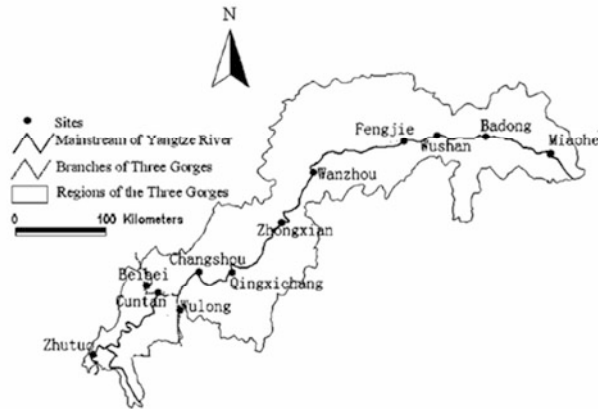 N
Sites
Mainstream of Yangtze River
Branches of Three Gorges
Regions of the Three Gorges
0 100 Kilometers
Fengjie
Wushan
Badong
Miaohe
Wanzhou
Zhongxian
Changshou
Qingxichang
Beibei
Cuntan
Wulong
Zhutuo